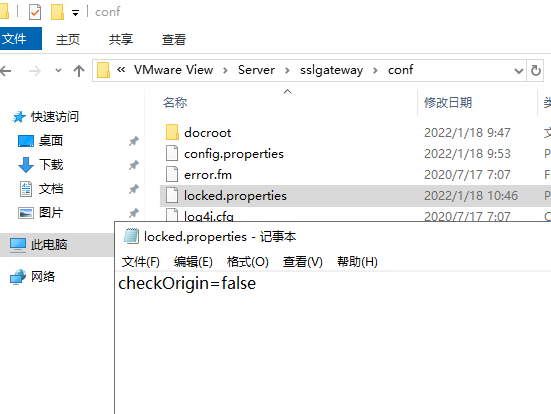 conf
文件 主页 共享 查看
« VMware View > Server > sslgateway > conf
名称 修改日期
快速访问
桌面
下载
文档
图片
此电脑
网络
docroot 2022/1/18 9:47
config.properties 2022/1/18 9:53 P
error.fm 2020/7/17 7:07 F
locked.properties 2022/1/18 10:46 P
log4j.cfg 2020/7/17 7:07 C
locked.properties - 记事本
文件(F) 编辑(E) 格式(O) 查看(V) 帮助(H)
checkOrigin=false